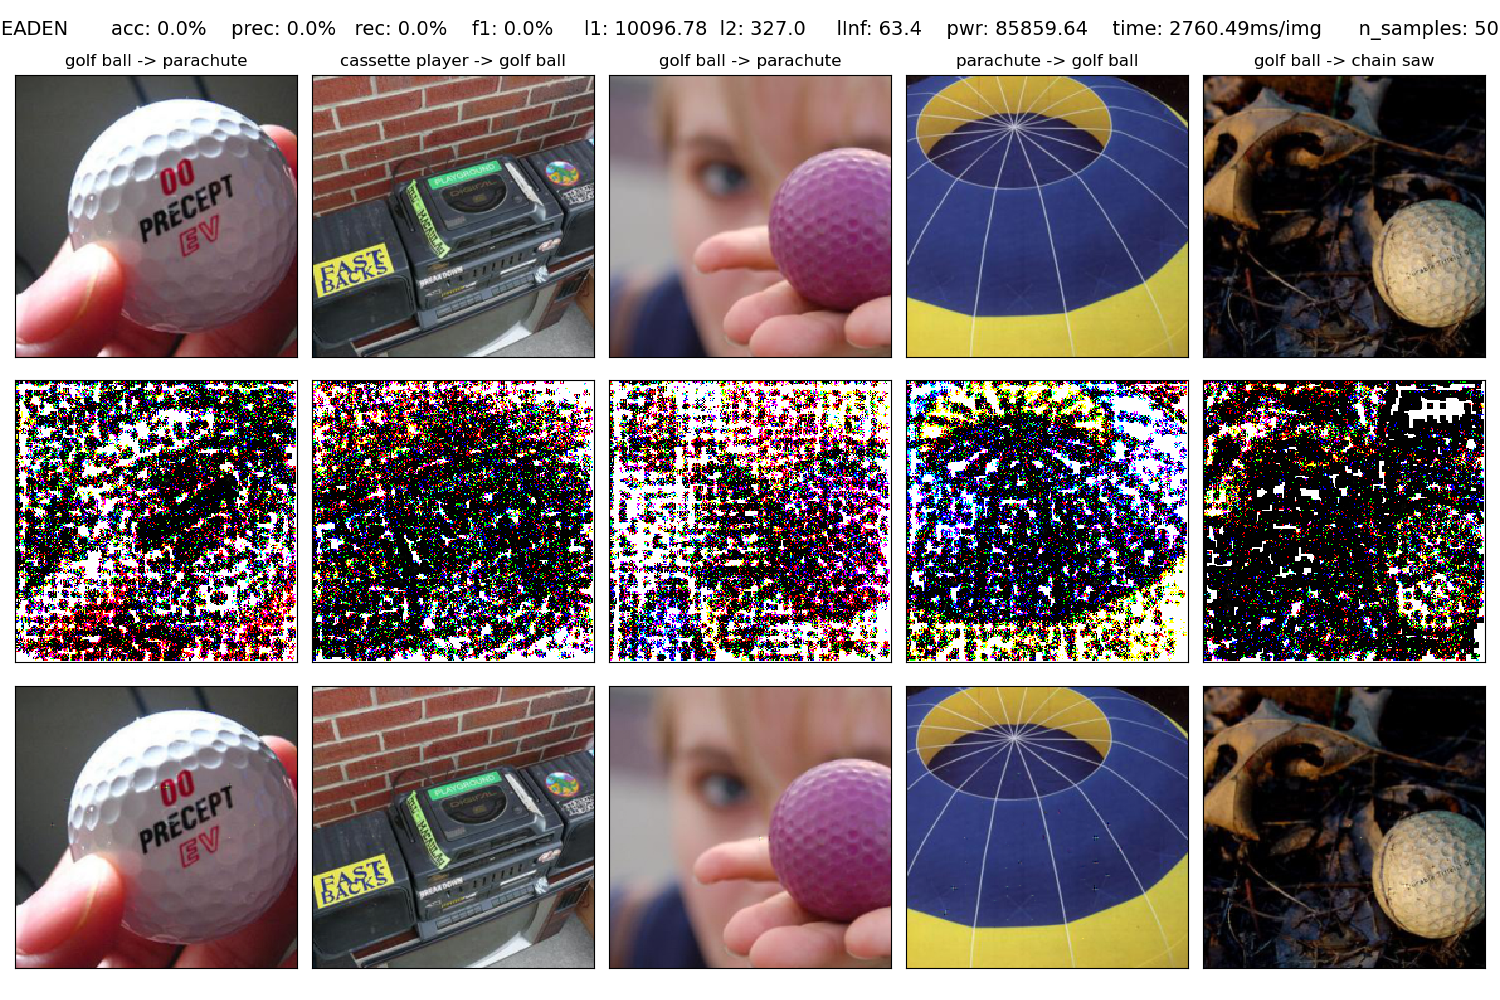 EADEN acc: 0.0% prec: 0.0% rec: 0.0% f1: 0.0% l1: 10096.78 l2: 327.0 lInf: 63.4 pwr: 85859.64 time: 2760.49ms/img n_samples: 50
golf ball -> parachute
cassette player -> golf ball
golf ball -> parachute
parachute -> golf ball
golf ball -> chain saw
00
PRECEPT
EV
PLAYGROUND
FAST-
BACKS
BREAKDOWN
00
PRECEPT
EV
PLAYGROUND
FAST-
BACKS
BREAKDOWN